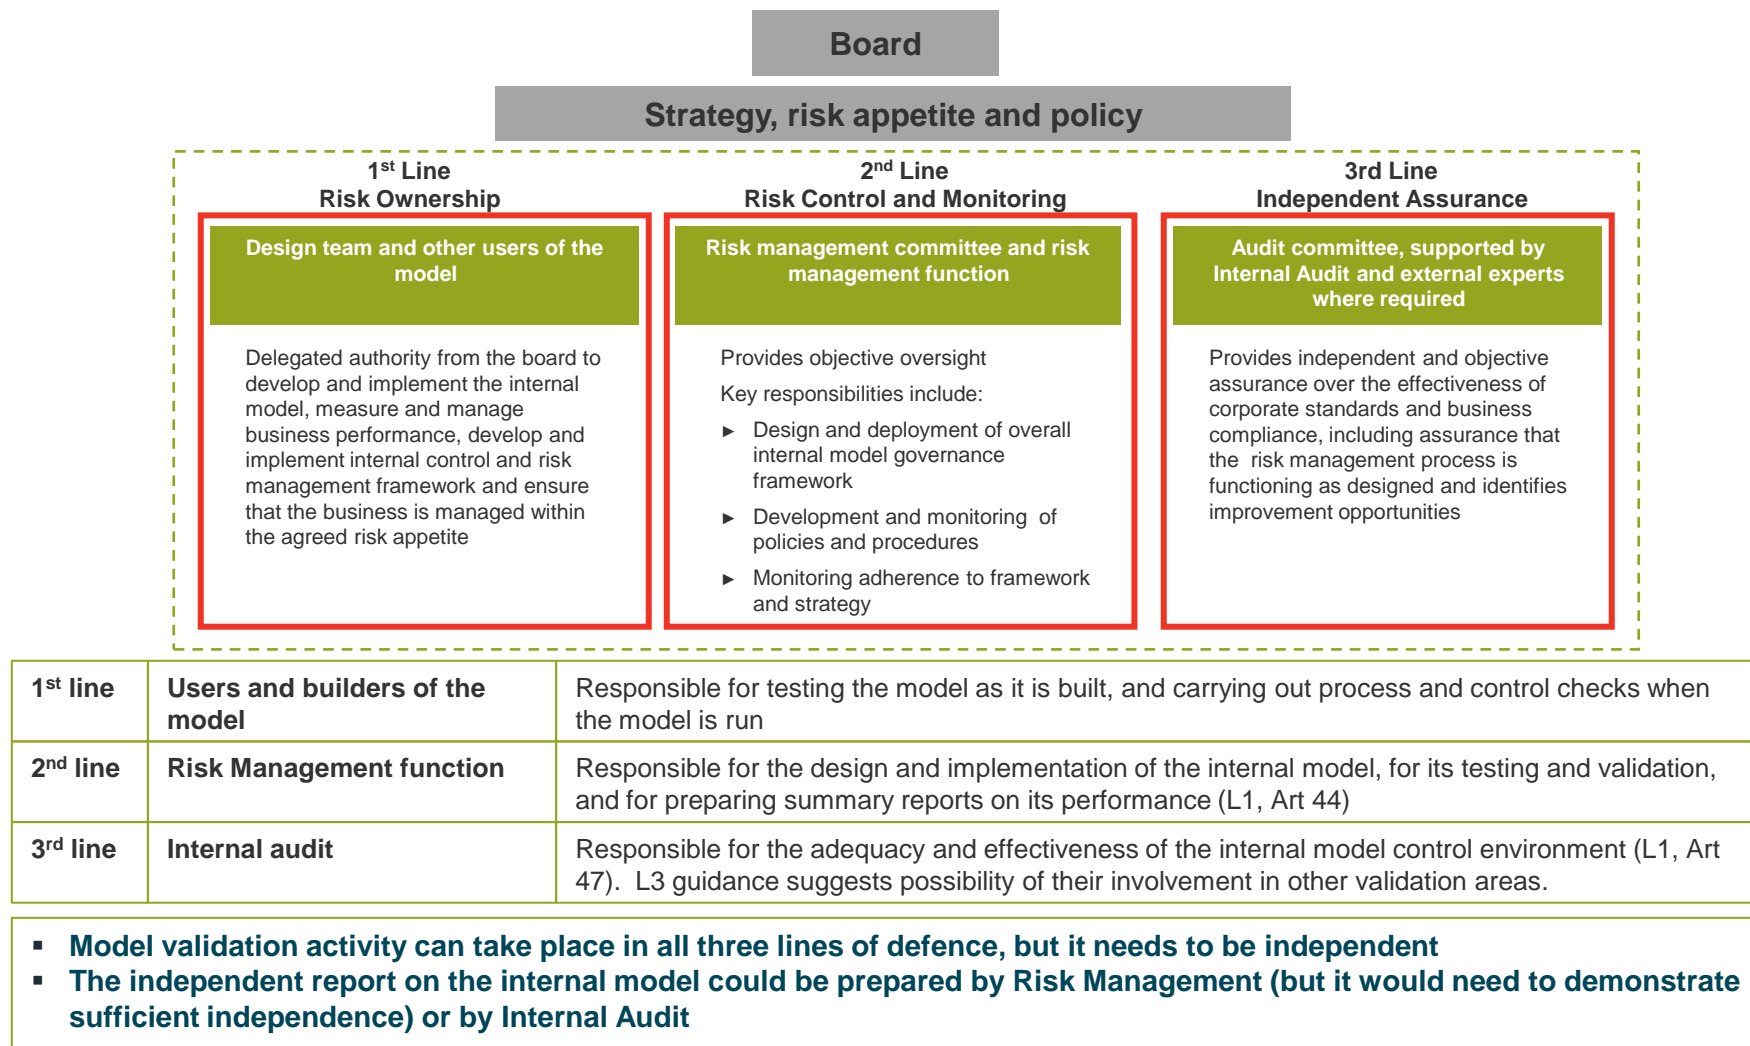 Board
Strategy, risk appetite and policy
1st Line
Risk Ownership
Design team and other users of the
model
Delegated authority from the board to
develop and implement the internal
model, measure and manage
business performance, develop and
implement internal control and risk
management framework and ensure
that the business is managed within
the agreed risk appetite
2nd Line
Risk Control and Monitoring
Risk management committee and risk
management function
Provides objective oversight
Key responsibilities include:
► Design and deployment of overall
internal model governance
framework
► Development and monitoring of
policies and procedures
► Monitoring adherence to framework
and strategy
3rd Line
Independent Assurance
Audit committee, supported by
Internal Audit and external experts
where required
Provides independent and objective
assurance over the effectiveness of
corporate standards and business
compliance, including assurance that
the risk management process is
functioning as designed and identifies
improvement opportunities
1st line
Users and builders of the
model
Responsible for testing the model as it is built, and carrying out process and control checks when
the model is run
2nd line
Risk Management function
Responsible for the design and implementation of the internal model, for its testing and validation,
and for preparing summary reports on its performance (L1, Art 44)
3rd line
Internal audit
Responsible for the adequacy and effectiveness of the internal model control environment (L1, Art
47). L3 guidance suggests possibility of their involvement in other validation areas.
▪ Model validation activity can take place in all three lines of defence, but it needs to be independent
▪ The independent report on the internal model could be prepared by Risk Management (but it would need to demonstrate
sufficient independence) or by Internal Audit